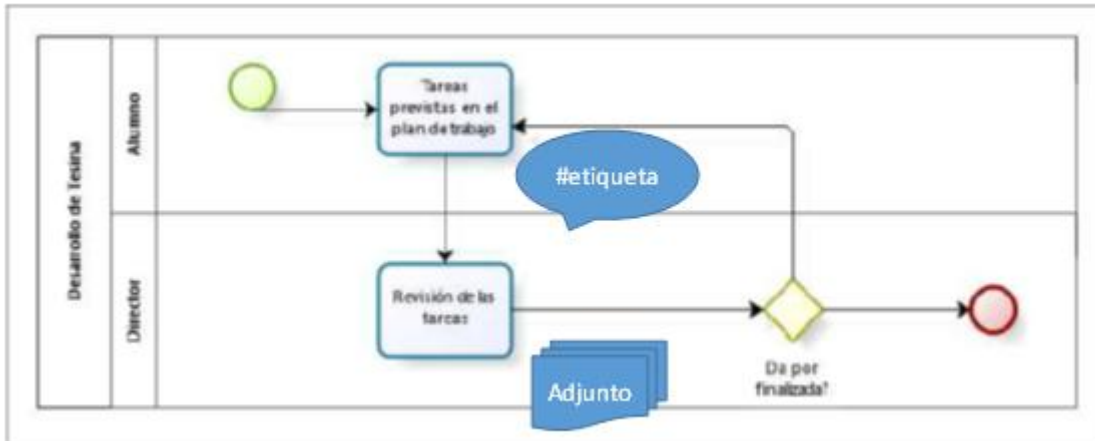 Desarrollo de Tesina
Alumno
Tareas
previstas en el
plan de trabajo
#etiqueta
Director
Revisión de las
tareas
Adjunto
Da por
finalizada?